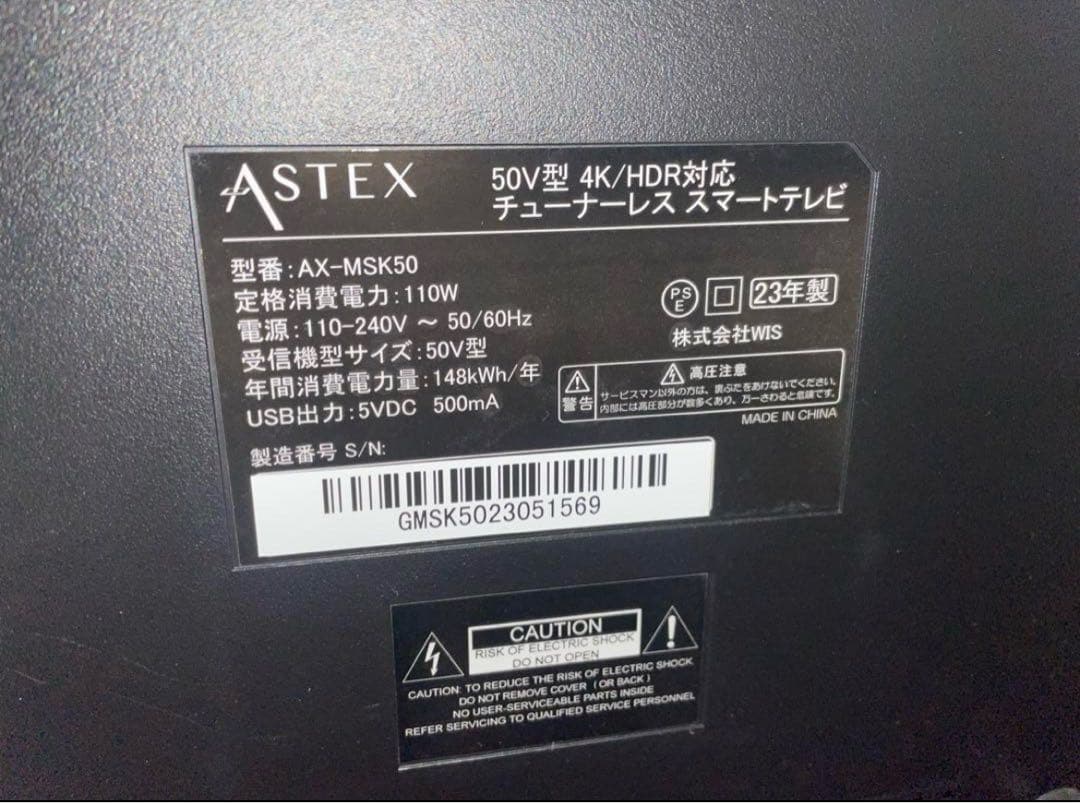 ASTEX
50V型 4K/HDR対応
チューナーレス スマートテレビ
型番:AX-MSK50
定格消費電力:110W
電源:110-240V ～ 50/60Hz
受信機型サイズ:50V型
年間消費電力量:148kWh/年
USB出力:5VDC 500mA
PS
E
23年製
株式会社WIS
警告
高圧注意
サービスマン以外の方は、裏ぶたをあけないでください。
内部には高圧部分が数多くあり、万一さわると危険です。
MADE IN CHINA
製造番号 S/N:
GMSK5023051569
CAUTION
RISK OF ELECTRIC SHOCK
DO NOT OPEN
CAUTION: TO REDUCE THE RISK OF ELECTRIC SHOCK
DO NOT REMOVE COVER (OR BACK)
NO USER-SERVICEABLE PARTS INSIDE
REFER SERVICING TO QUALIFIED SERVICE PERSONNEL